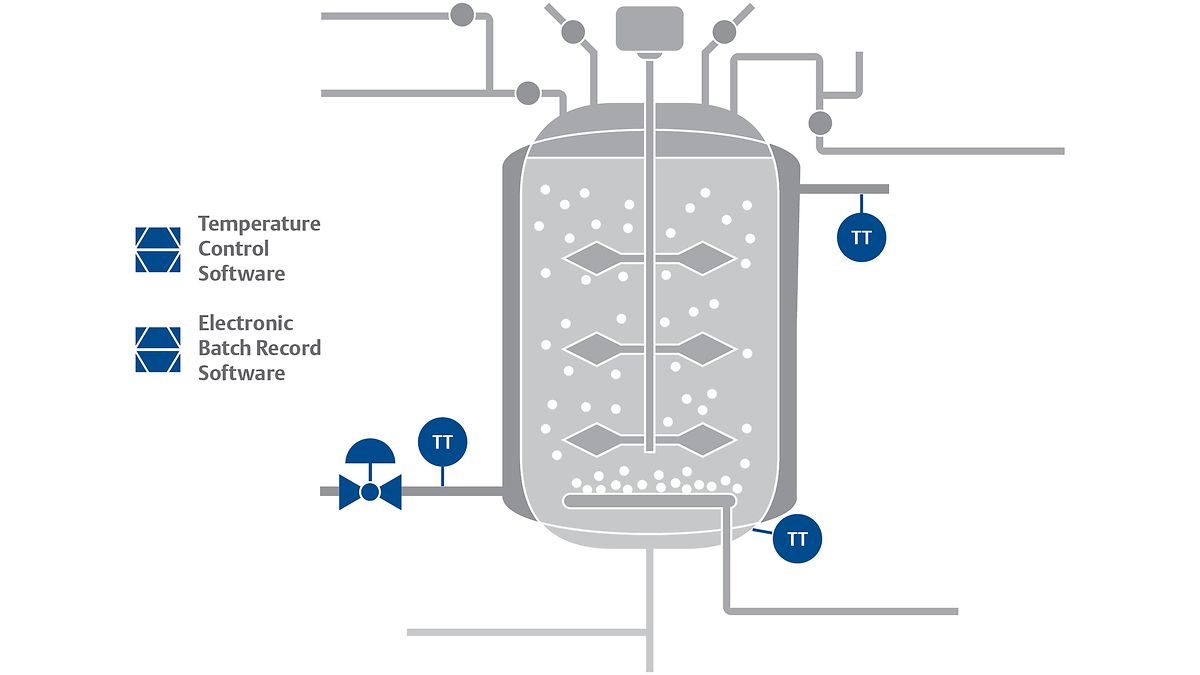 Temperature
Control
Software
TT
Electronic
Batch Record
Software
TT
TT